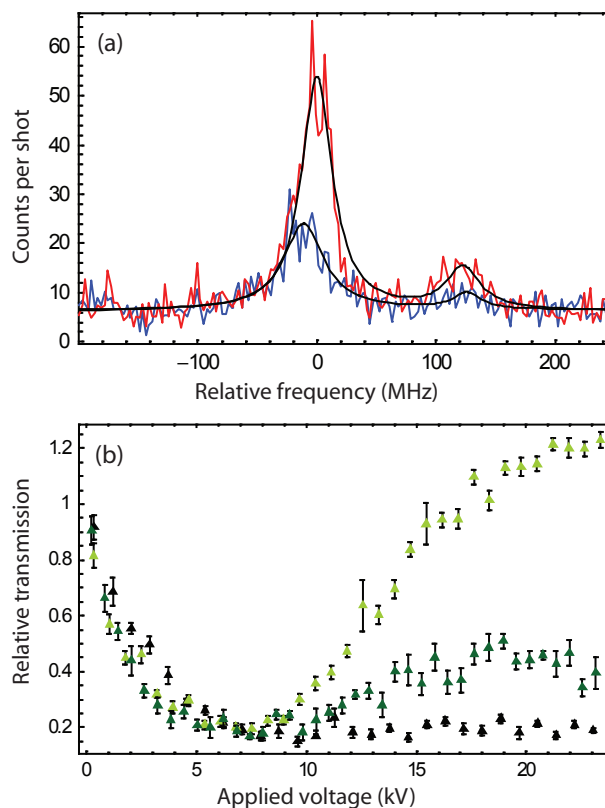 (a)
60
50
40
30
20
10
0
Counts per shot
−100 0 100 200
Relative frequency (MHz)
(b)
1.2
1
0.8
0.6
0.4
0.2
Relative transmission
0 5 10 15 20
Applied voltage (kV)